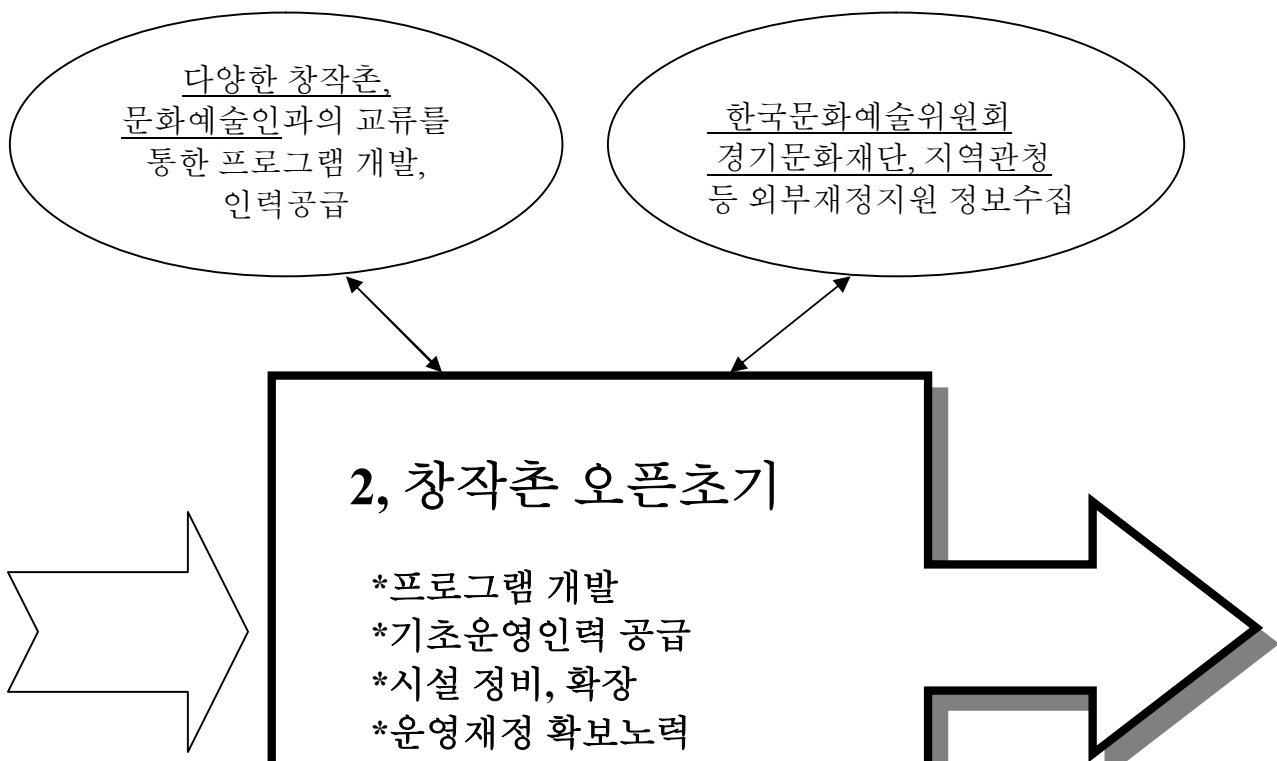 다양한 창작촌,
문화예술인과의 교류를
통한 프로그램 개발,
인력공급
한국문화예술위원회
경기문화재단, 지역관청
등 외부재정지원 정보수집
2, 창작촌 오픈초기
*프로그램 개발
*기초운영인력 공급
*시설 정비, 확장
*운영재정 확보노력